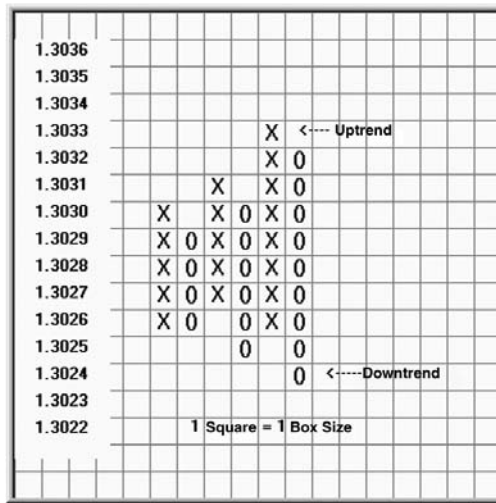 1.3036
1.3035
1.3034
1.3033 X <---- Uptrend
1.3032 X 0
1.3031 X X 0
1.3030 X X 0 X 0
1.3029 X 0 X 0 X 0
1.3028 X 0 X 0 X 0
1.3027 X 0 X 0 X 0
1.3026 X 0 0 X 0
1.3025 0 0
1.3024 0 <-----Downtrend
1.3023
1.3022 1 Square = 1 Box Size